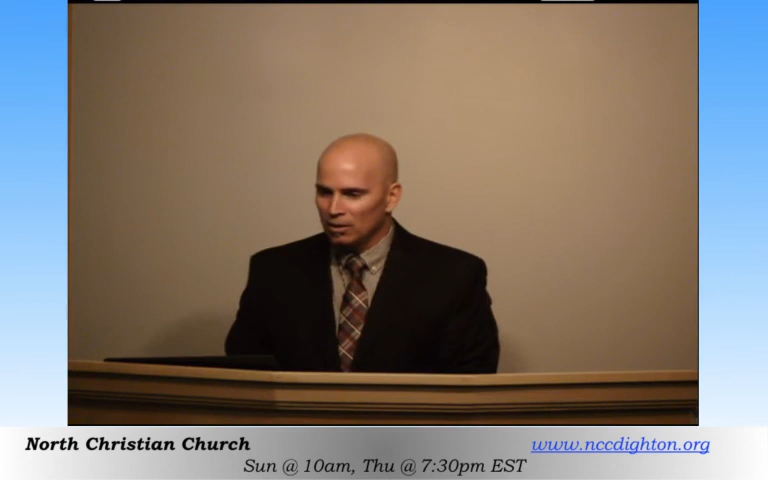 North Christian Church www.nccdighton.org
Sun @ 10am, Thu @ 7:30pm EST